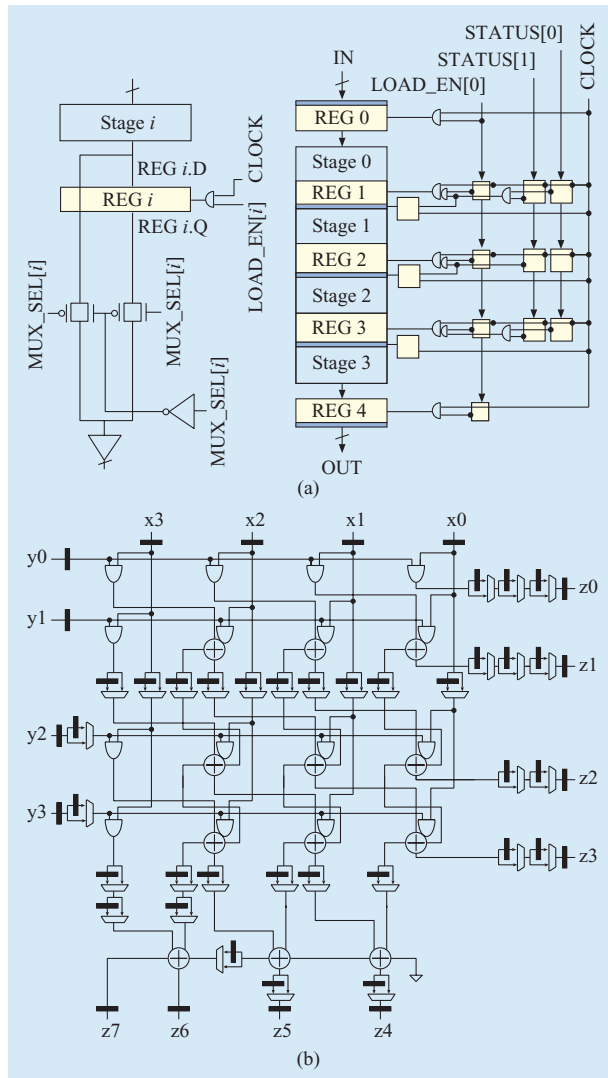 STATUS[0]
STATUS[1]
IN
LOAD_EN[0]
CLOCK
REG 0
Stage i
Stage 0
REG i.D
CLOCK
REG i
REG 1
REG i.Q
LOAD_EN[i]
Stage 1
REG 2
MUX_SEL[i]
MUX_SEL[i]
Stage 2
REG 3
Stage 3
MUX_SEL[i]
REG 4
OUT
(a)
x3 x2 x1 x0
y0
z0
y1
z1
y2
z2
y3
z3
z7 z6 z5 z4
(b)